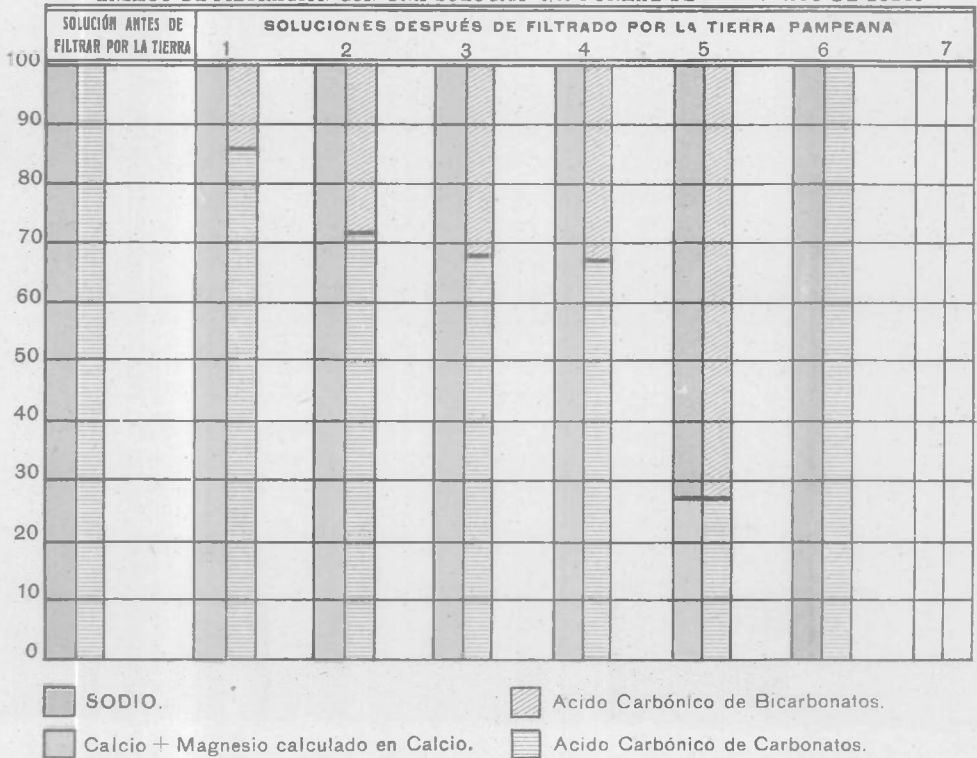 SOLUCIÓN ANTES DE
FILTRAR POR LA TIERRA
SOLUCIONES DESPUÉS DE FILTRADO POR LA TIERRA PAMPEANA
1 2 3 4 5 6 7
100
90
80
70
60
50
40
30
20
10
0
SODIO.
Acido Carbónico de Bicarbonatos.
Calcio + Magnesio calculado en Calcio.
Acido Carbónico de Carbonatos.